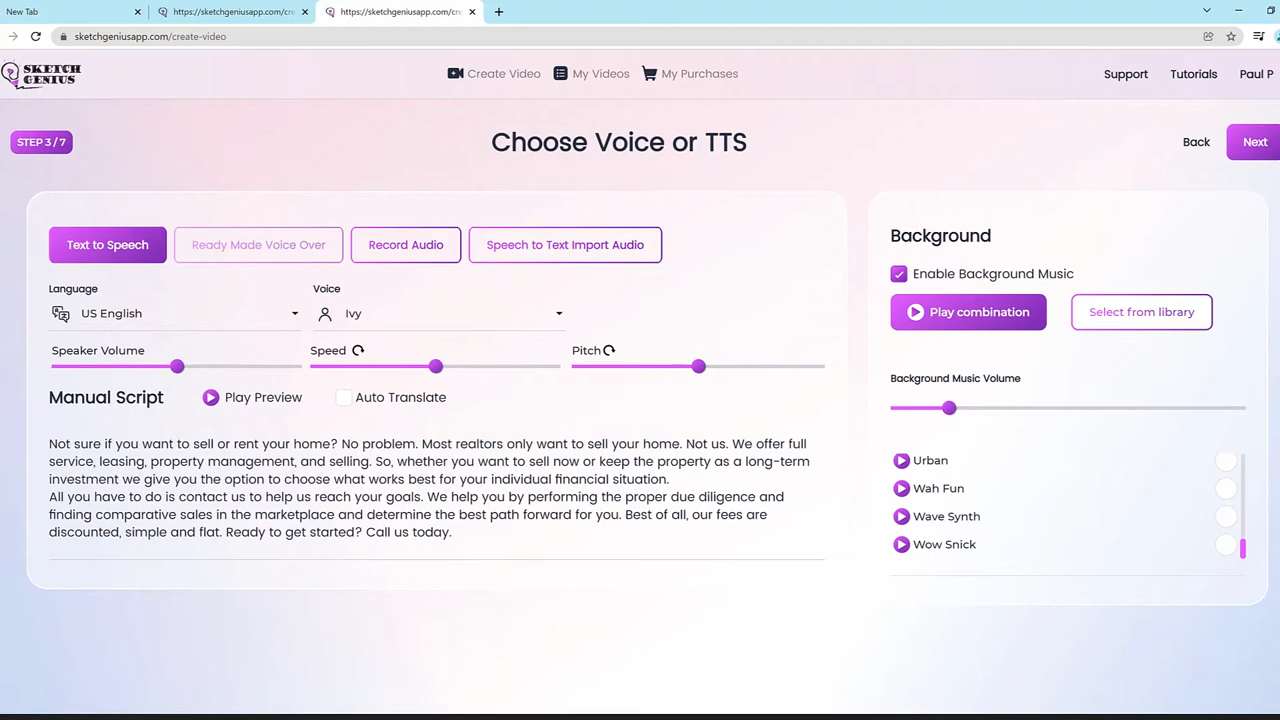 New Tab
https://sketchgeniusapp.com/cre
https://sketchgeniusapp.com/cre
sketchgeniusapp.com/create-video
SKETCH
GENIUS
Create Video
My Videos
My Purchases
Support
Tutorials
Paul P
STEP 3 / 7
Choose Voice or TTS
Back
Next
Text to Speech
Ready Made Voice Over
Record Audio
Speech to Text Import Audio
Language
Voice
US English
Ivy
Speaker Volume
Speed
Pitch
Manual Script
Play Preview
Auto Translate
Not sure if you want to sell or rent your home? No problem. Most realtors only want to sell your home. Not us. We offer full
service, leasing, property management, and selling. So, whether you want to sell now or keep the property as a long-term
investment we give you the option to choose what works best for your individual financial situation.
All you have to do is contact us to help us reach your goals. We help you by performing the proper due diligence and
finding comparative sales in the marketplace and determine the best path forward for you. Best of all, our fees are
discounted, simple and flat. Ready to get started? Call us today.
Background
Enable Background Music
Play combination
Select from library
Background Music Volume
Urban
Wah Fun
Wave Synth
Wow Snick